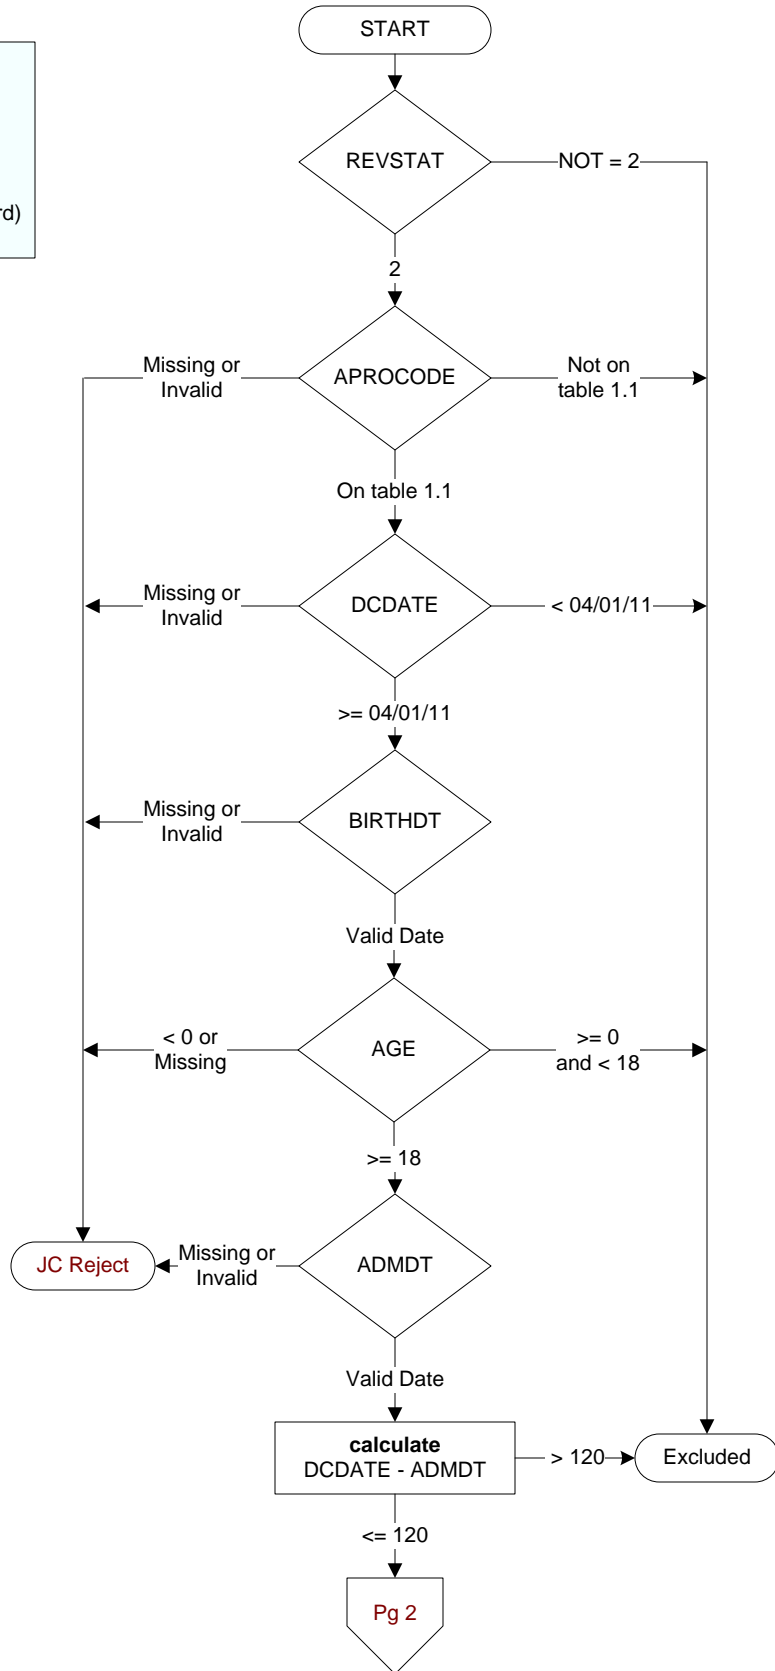 START
rd)
REVSTAT
NOT = 2
2
Missing or
Invalid
APROCODE
Not on
table 1.1
On table 1.1
Missing or
Invalid
DCDATE
< 04/01/11
>= 04/01/11
Missing or
Invalid
BIRTHDT
Valid Date
< 0 or
Missing
AGE
>= 0
and < 18
>= 18
JC Reject
Missing or
Invalid
ADMDT
Valid Date
calculate
DCDATE - ADMDT
> 120
Excluded
<= 120
Pg 2